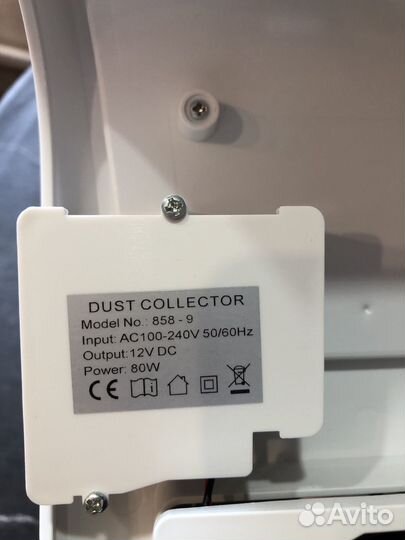 DUST COLLECTOR
Model No.: 858 - 9
Input: AC100-240V 50/60Hz
Output:12V DC
Power: 80W
CE
Avito